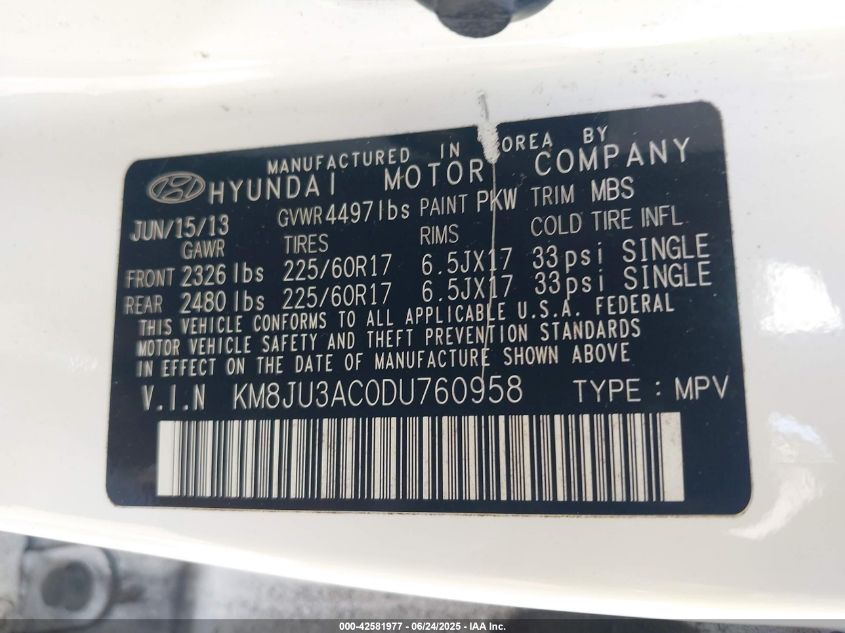 MANUFACTURED IN KOREA BY
HYUNDAI MOTOR COMPANY
JUN/15/13 GVWR 4497lbs PAINT PKW TRIM MBS
GAWR TIRES RIMS COLD TIRE INFL
FRONT 2326 lbs 225/60R17 6.5JX17 33psi SINGLE
REAR 2480 lbs 225/60R17 6.5JX17 33psi SINGLE
THIS VEHICLE CONFORMS TO ALL APPLICABLE U.S.A. FEDERAL
MOTOR VEHICLE SAFETY AND THEFT PREVENTION STANDARDS
IN EFFECT ON THE DATE OF MANUFACTURE SHOWN ABOVE
V.I.N KM8JU3AC0DU760958 TYPE : MPV
000-42581977 - 06/24/2025 - IAA Inc.